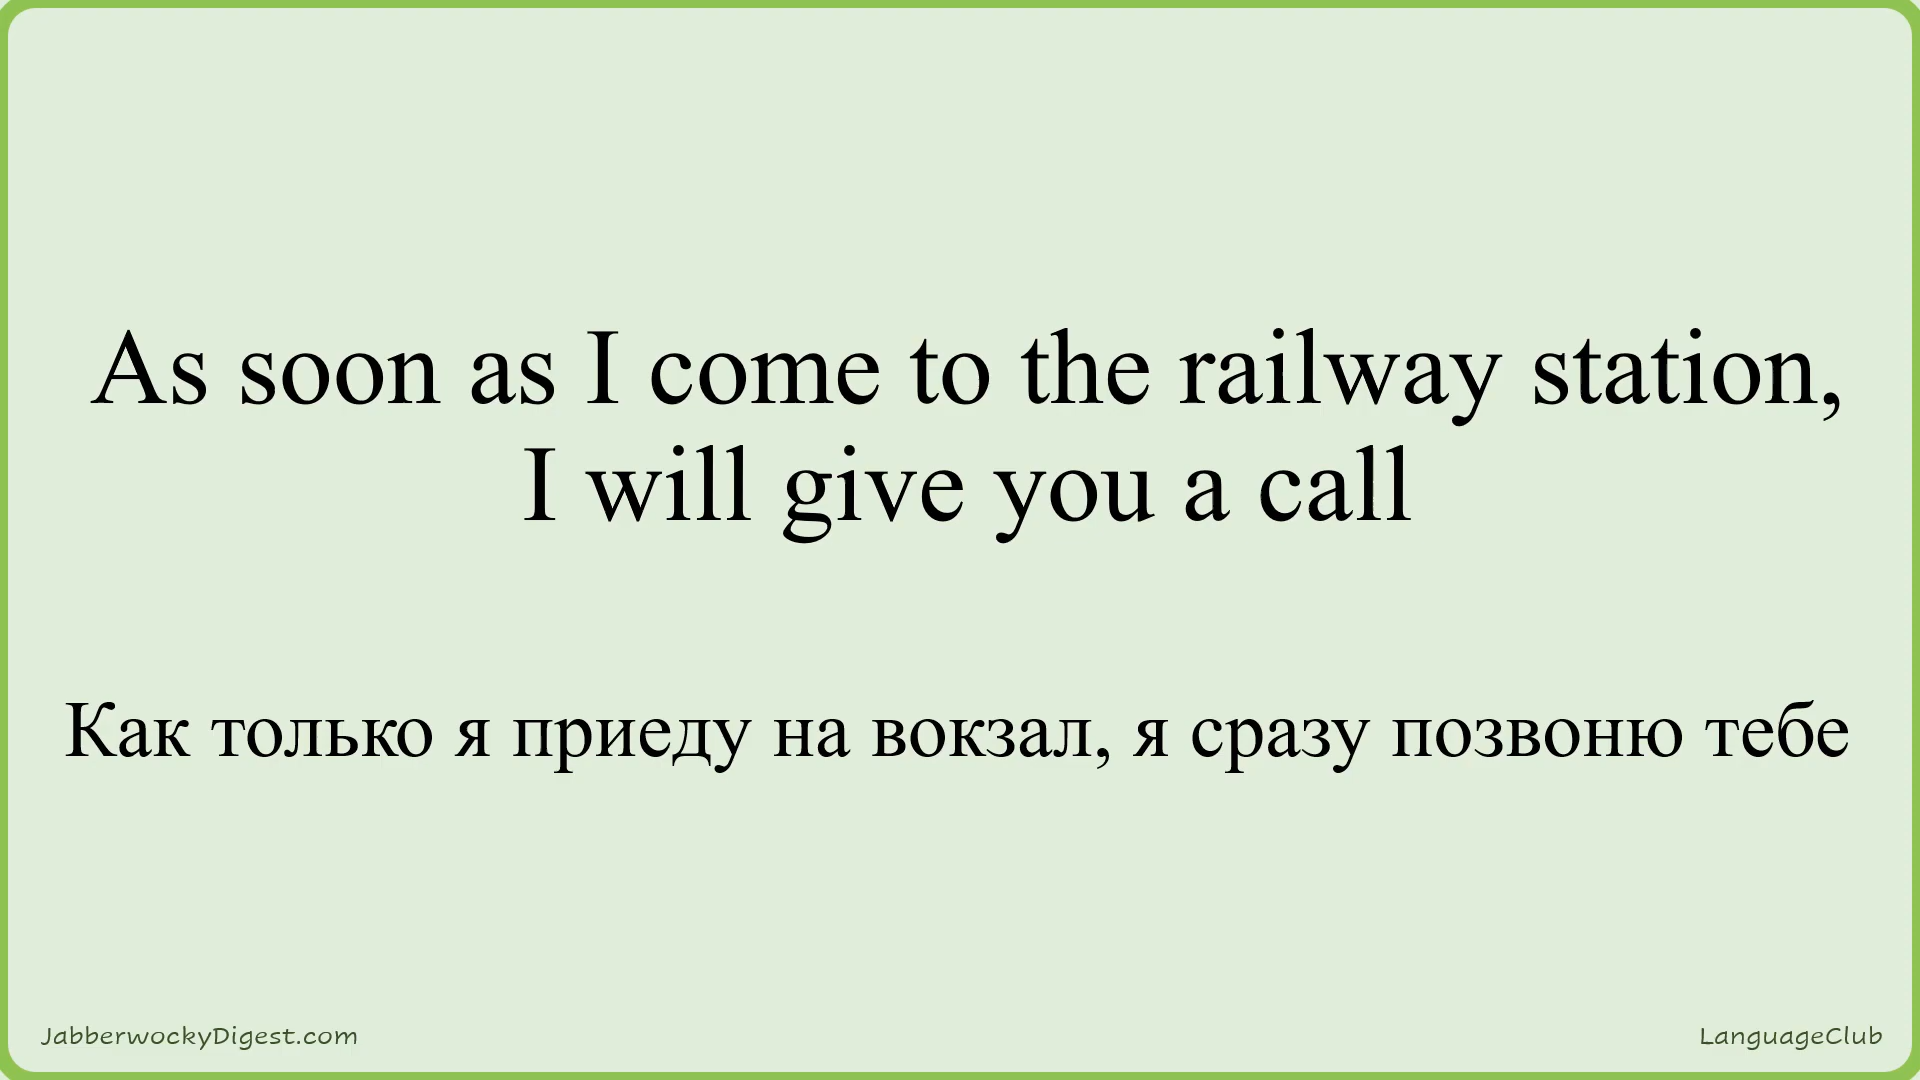 As soon as I come to the railway station,
I will give you a call
Как только я приеду на вокзал, я сразу позвоню тебе
JabberwockyDigest.com
LanguageClub